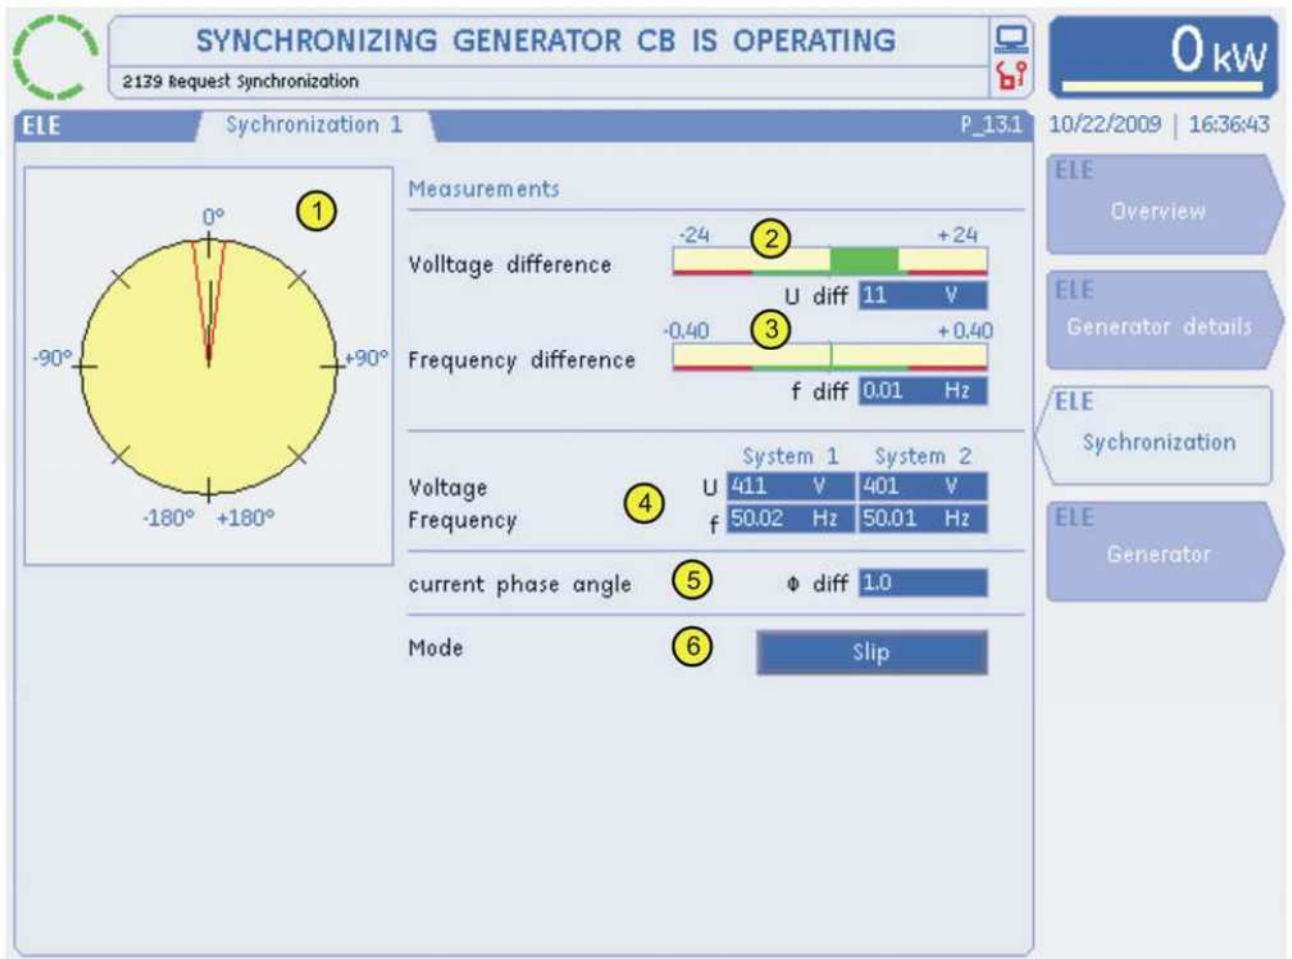 SYNCHRONIZING GENERATOR CB IS OPERATING
2139 Request Synchronization
0 kW
ELE
Sychronization 1
P_13.1
10/22/2009 | 16:36:43
1
0°
-90°
+90°
-180° +180°
Measurements
-24 2 +24
Volltage difference
U diff 11 V
-0.40 3 +0.40
Frequency difference
f diff 0.01 Hz
System 1 System 2
Voltage U 411 V 401 V
4
Frequency f 50.02 Hz 50.01 Hz
current phase angle 5 Φ diff 1.0
Mode 6 Slip
ELE
Overview
ELE
Generator details
ELE
Sychronization
ELE
Generator